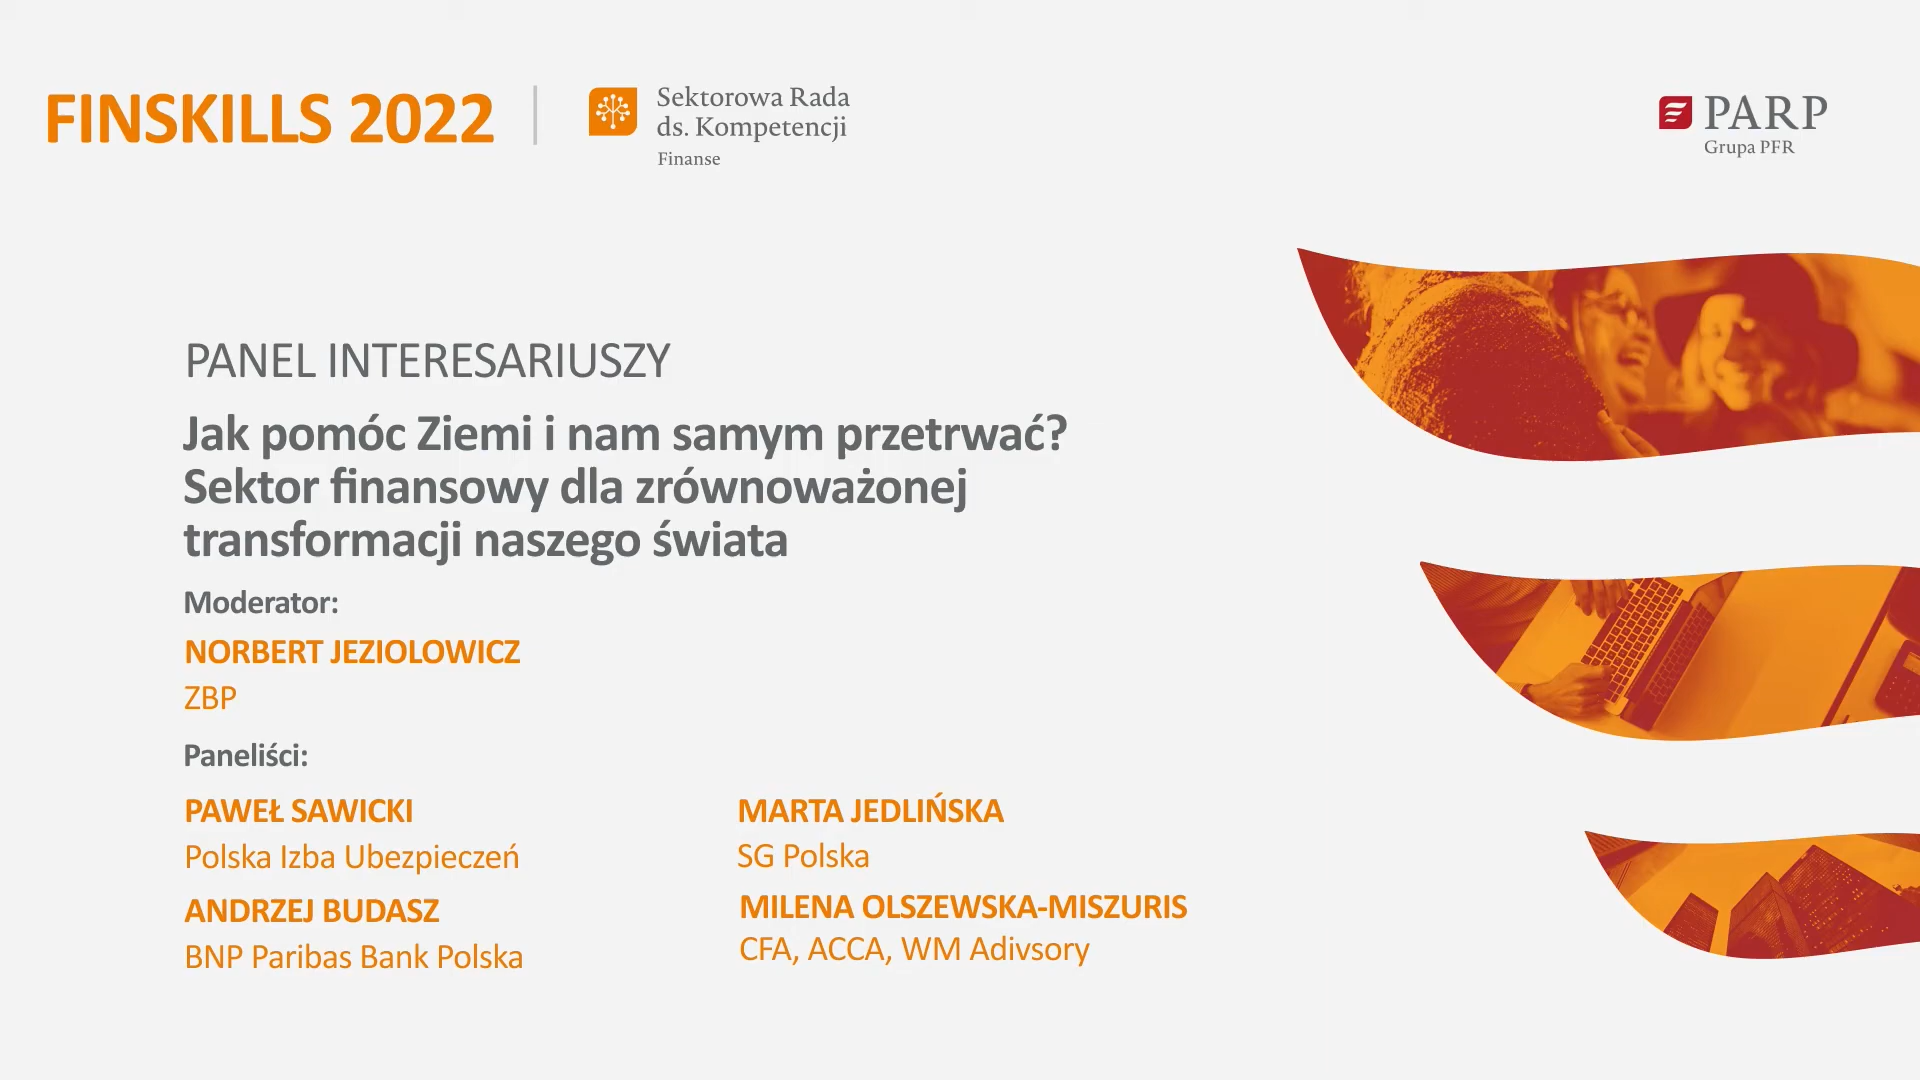 FINSKILLS 2022
Sektorowa Rada
ds. Kompetencji
Finanse
PARP
Grupa PFR
PANEL INTERESARIUSZY
Jak pomóc Ziemi i nam samym przetrwać?
Sektor finansowy dla zrównoważonej
transformacji naszego świata
Moderator:
NORBERT JEZIOLOWICZ
ZBP
Paneliści:
PAWEŁ SAWICKI
Polska Izba Ubezpieczeń
ANDRZEJ BUDASZ
BNP Paribas Bank Polska
MARTA JEDLIŃSKA
SG Polska
MILENA OLSZEWSKA-MISZURIS
CFA, ACCA, WM Adivsory